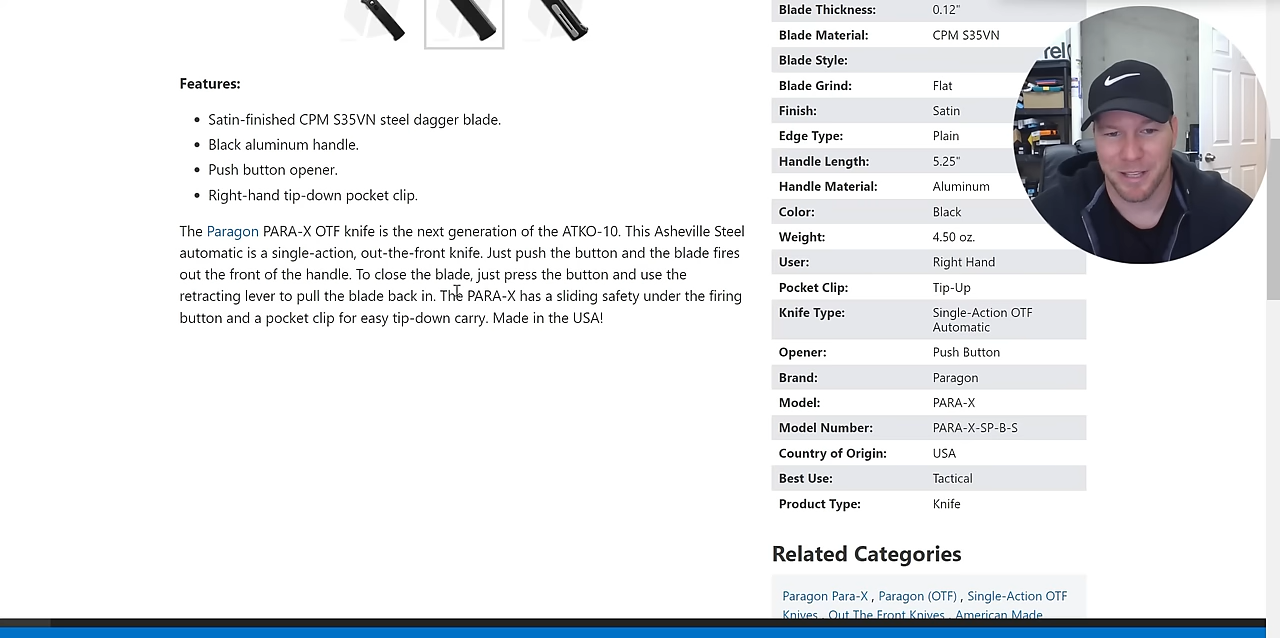 Features:
Satin-finished CPM S35VN steel dagger blade.
Black aluminum handle.
Push button opener.
Right-hand tip-down pocket clip.
The Paragon PARA-X OTF knife is the next generation of the ATKO-10. This Asheville Steel
automatic is a single-action, out-the-front knife. Just push the button and the blade fires
out the front of the handle. To close the blade, just press the button and use the
retracting lever to pull the blade back in. The PARA-X has a sliding safety under the firing
button and a pocket clip for easy tip-down carry. Made in the USA!
Blade Thickness: 0.12"
Blade Material: CPM S35VN
Blade Style:
Blade Grind: Flat
Finish: Satin
Edge Type: Plain
Handle Length: 5.25"
Handle Material: Aluminum
Color: Black
Weight: 4.50 oz.
User: Right Hand
Pocket Clip: Tip-Up
Knife Type: Single-Action OTF
Automatic
Opener: Push Button
Brand: Paragon
Model: PARA-X
Model Number: PARA-X-SP-B-S
Country of Origin: USA
Best Use: Tactical
Product Type: Knife
Related Categories
Paragon Para-X , Paragon (OTF) , Single-Action OTF
Knives , Out The Front Knives , American Made